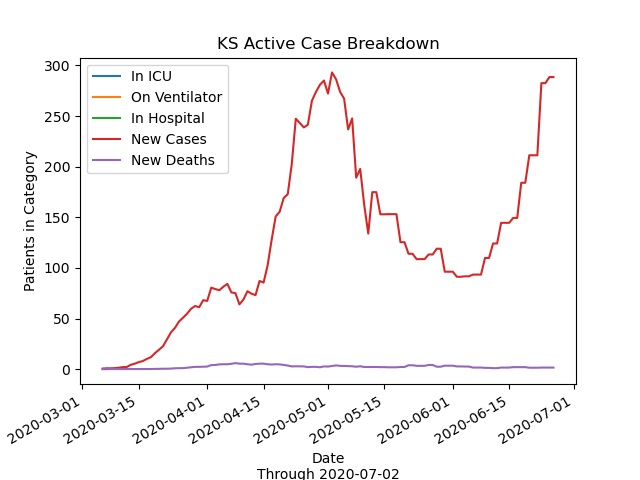 KS Active Case Breakdown
300
250
200
150
100
50
0
Patients in Category
In ICU
On Ventilator
In Hospital
New Cases
New Deaths
2020-03-01
2020-03-15
2020-04-01
2020-04-15
2020-05-01
2020-05-15
2020-06-01
2020-06-15
2020-07-01
Date
Through 2020-07-02